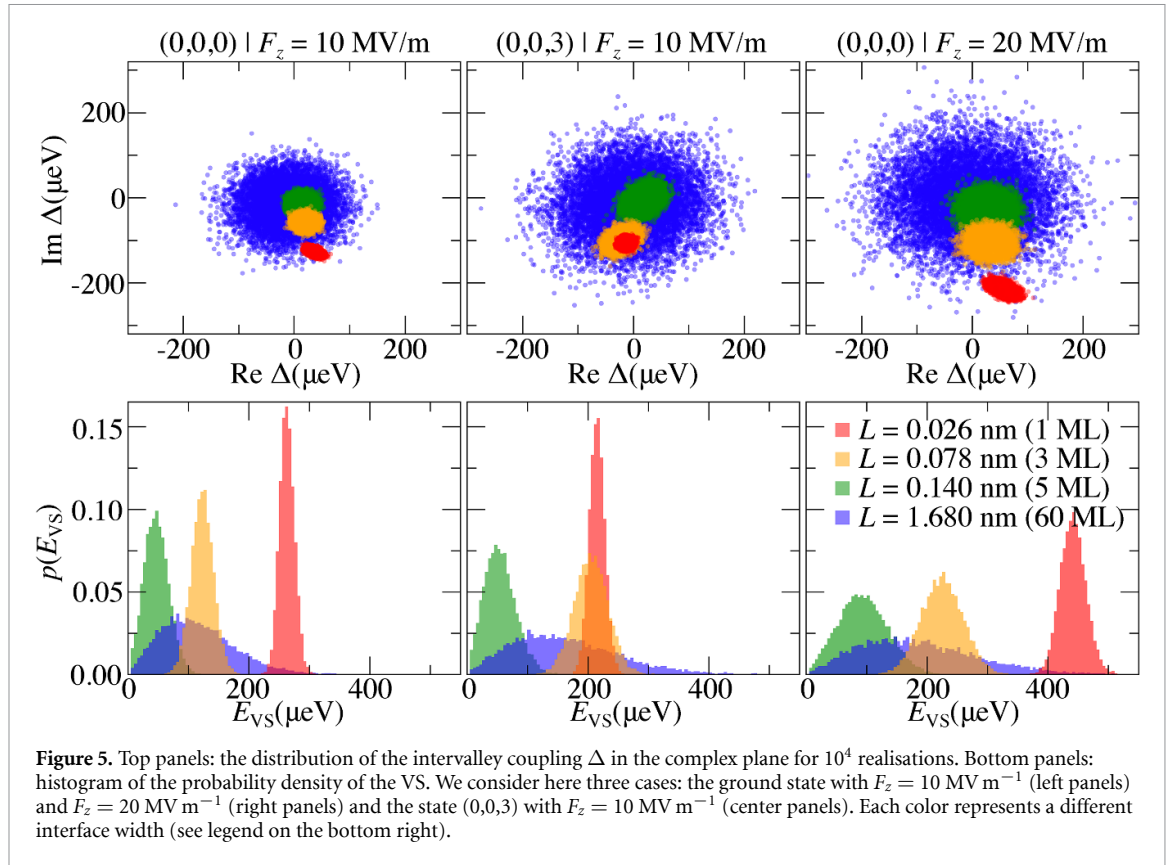 (0,0,0) | F_z = 10 MV/m (0,0,3) | F_z = 10 MV/m (0,0,0) | F_z = 20 MV/m
200
0
-200
Im Δ(μeV)
-200 0 200 -200 0 200 -200 0 200
Re Δ(μeV) Re Δ(μeV) Re Δ(μeV)
0.15
0.10
0.05
0.00
p(E_VS)
L = 0.026 nm (1 ML)
L = 0.078 nm (3 ML)
L = 0.140 nm (5 ML)
L = 1.680 nm (60 ML)
0 200 400 0 200 400 0 200 400
E_VS(μeV) E_VS(μeV) E_VS(μeV)
Figure 5. Top panels: the distribution of the intervalley coupling Δ in the complex plane for 10⁴ realisations. Bottom panels:
histogram of the probability density of the VS. We consider here three cases: the ground state with F_z = 10 MV m⁻¹ (left panels)
and F_z = 20 MV m⁻¹ (right panels) and the state (0,0,3) with F_z = 10 MV m⁻¹ (center panels). Each color represents a different
interface width (see legend on the bottom right).